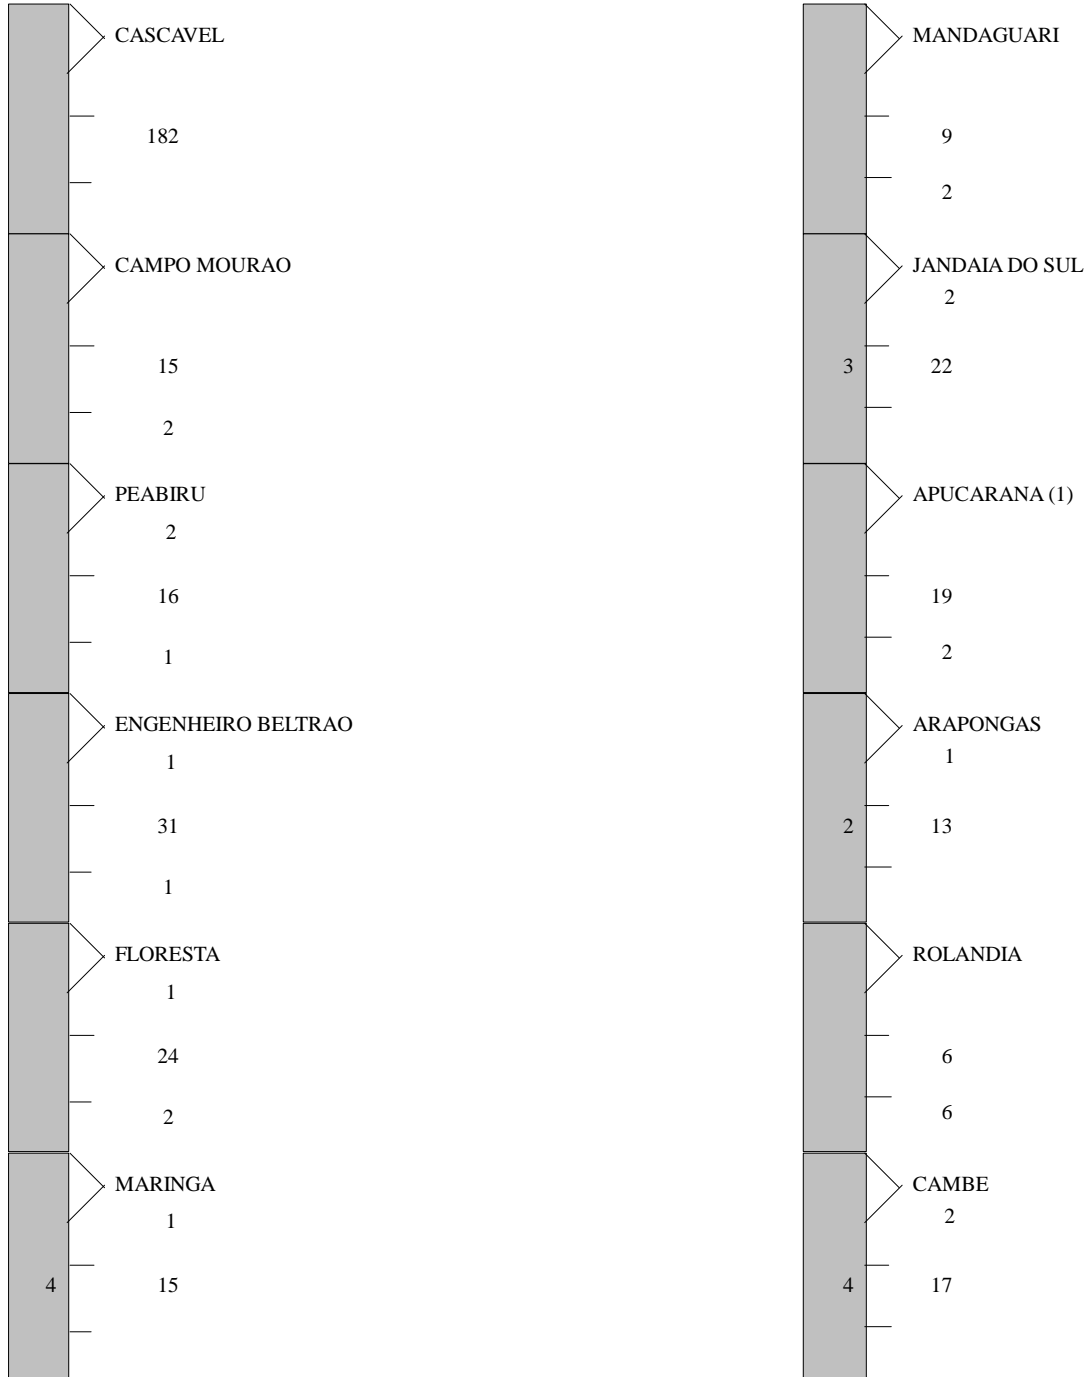 CASCAVEL
182
CAMPO MOURAO
15
2
PEABIRU
2
16
1
ENGENHEIRO BELTRAO
1
31
1
FLORESTA
1
24
2
MARINGA
1
4 15
MANDAGUARI
9
2
JANDAIA DO SUL
2
3 22
APUCARANA (1)
19
2
ARAPONGAS
1
2 13
ROLANDIA
6
6
CAMBE
2
4 17